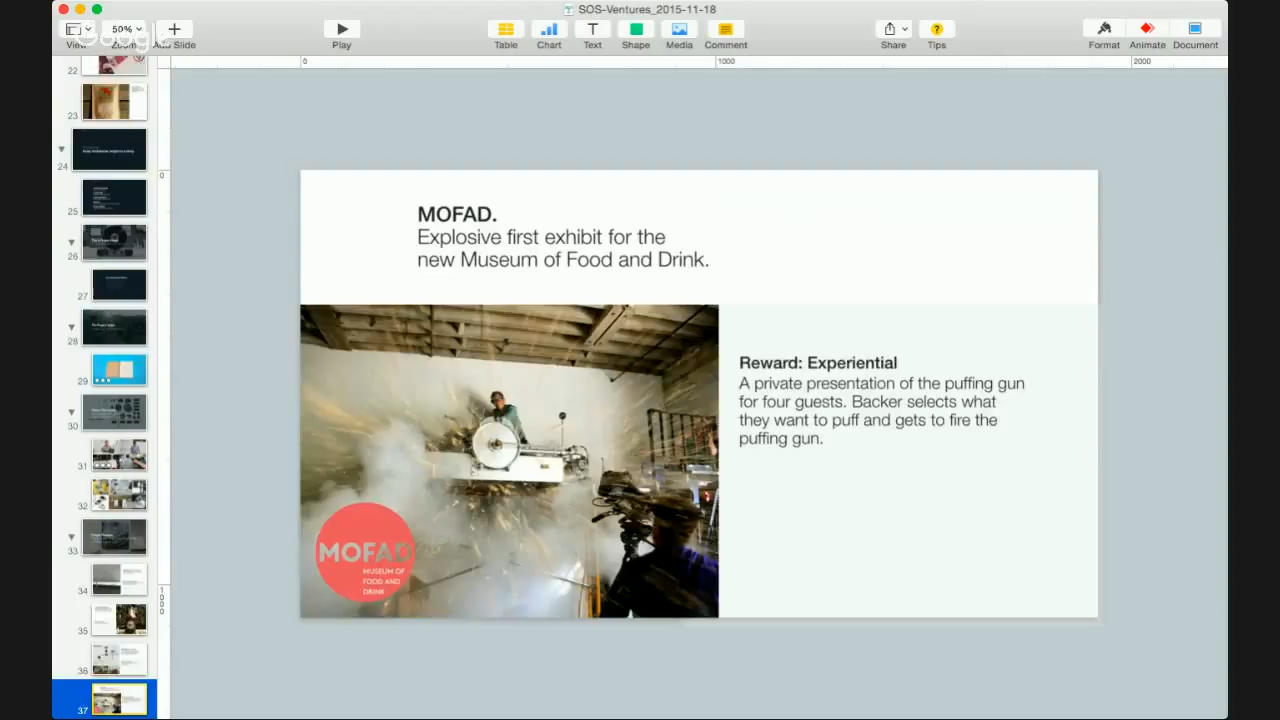 SOS-Ventures_2015-11-18
50%
Google
View
Zoom
Add Slide
Play
Table
Chart
Text
Shape
Media
Comment
Share
Tips
Format
Animate
Document
0
1000
2000
0
1000
22
23
24
25
26
27
28
29
30
31
32
33
34
35
36
37
MOFAD.
Explosive first exhibit for the
new Museum of Food and Drink.
Reward: Experiential
A private presentation of the puffing gun
for four guests. Backer selects what
they want to puff and gets to fire the
puffing gun.
MOFAD
MUSEUM OF
FOOD AND
DRINK